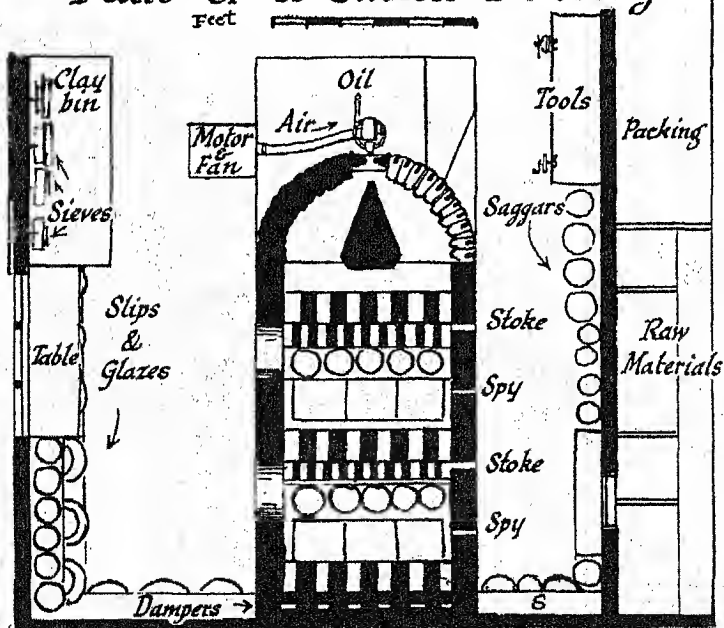 Feet
Clay
bin
Oil
Air
Motor
&
Fan
Tools
Packing
Sieves
Saggars
Slips
&
Glazes
Table
Stoke
Raw
Materials
Spy
Stoke
Spy
Dampers
S